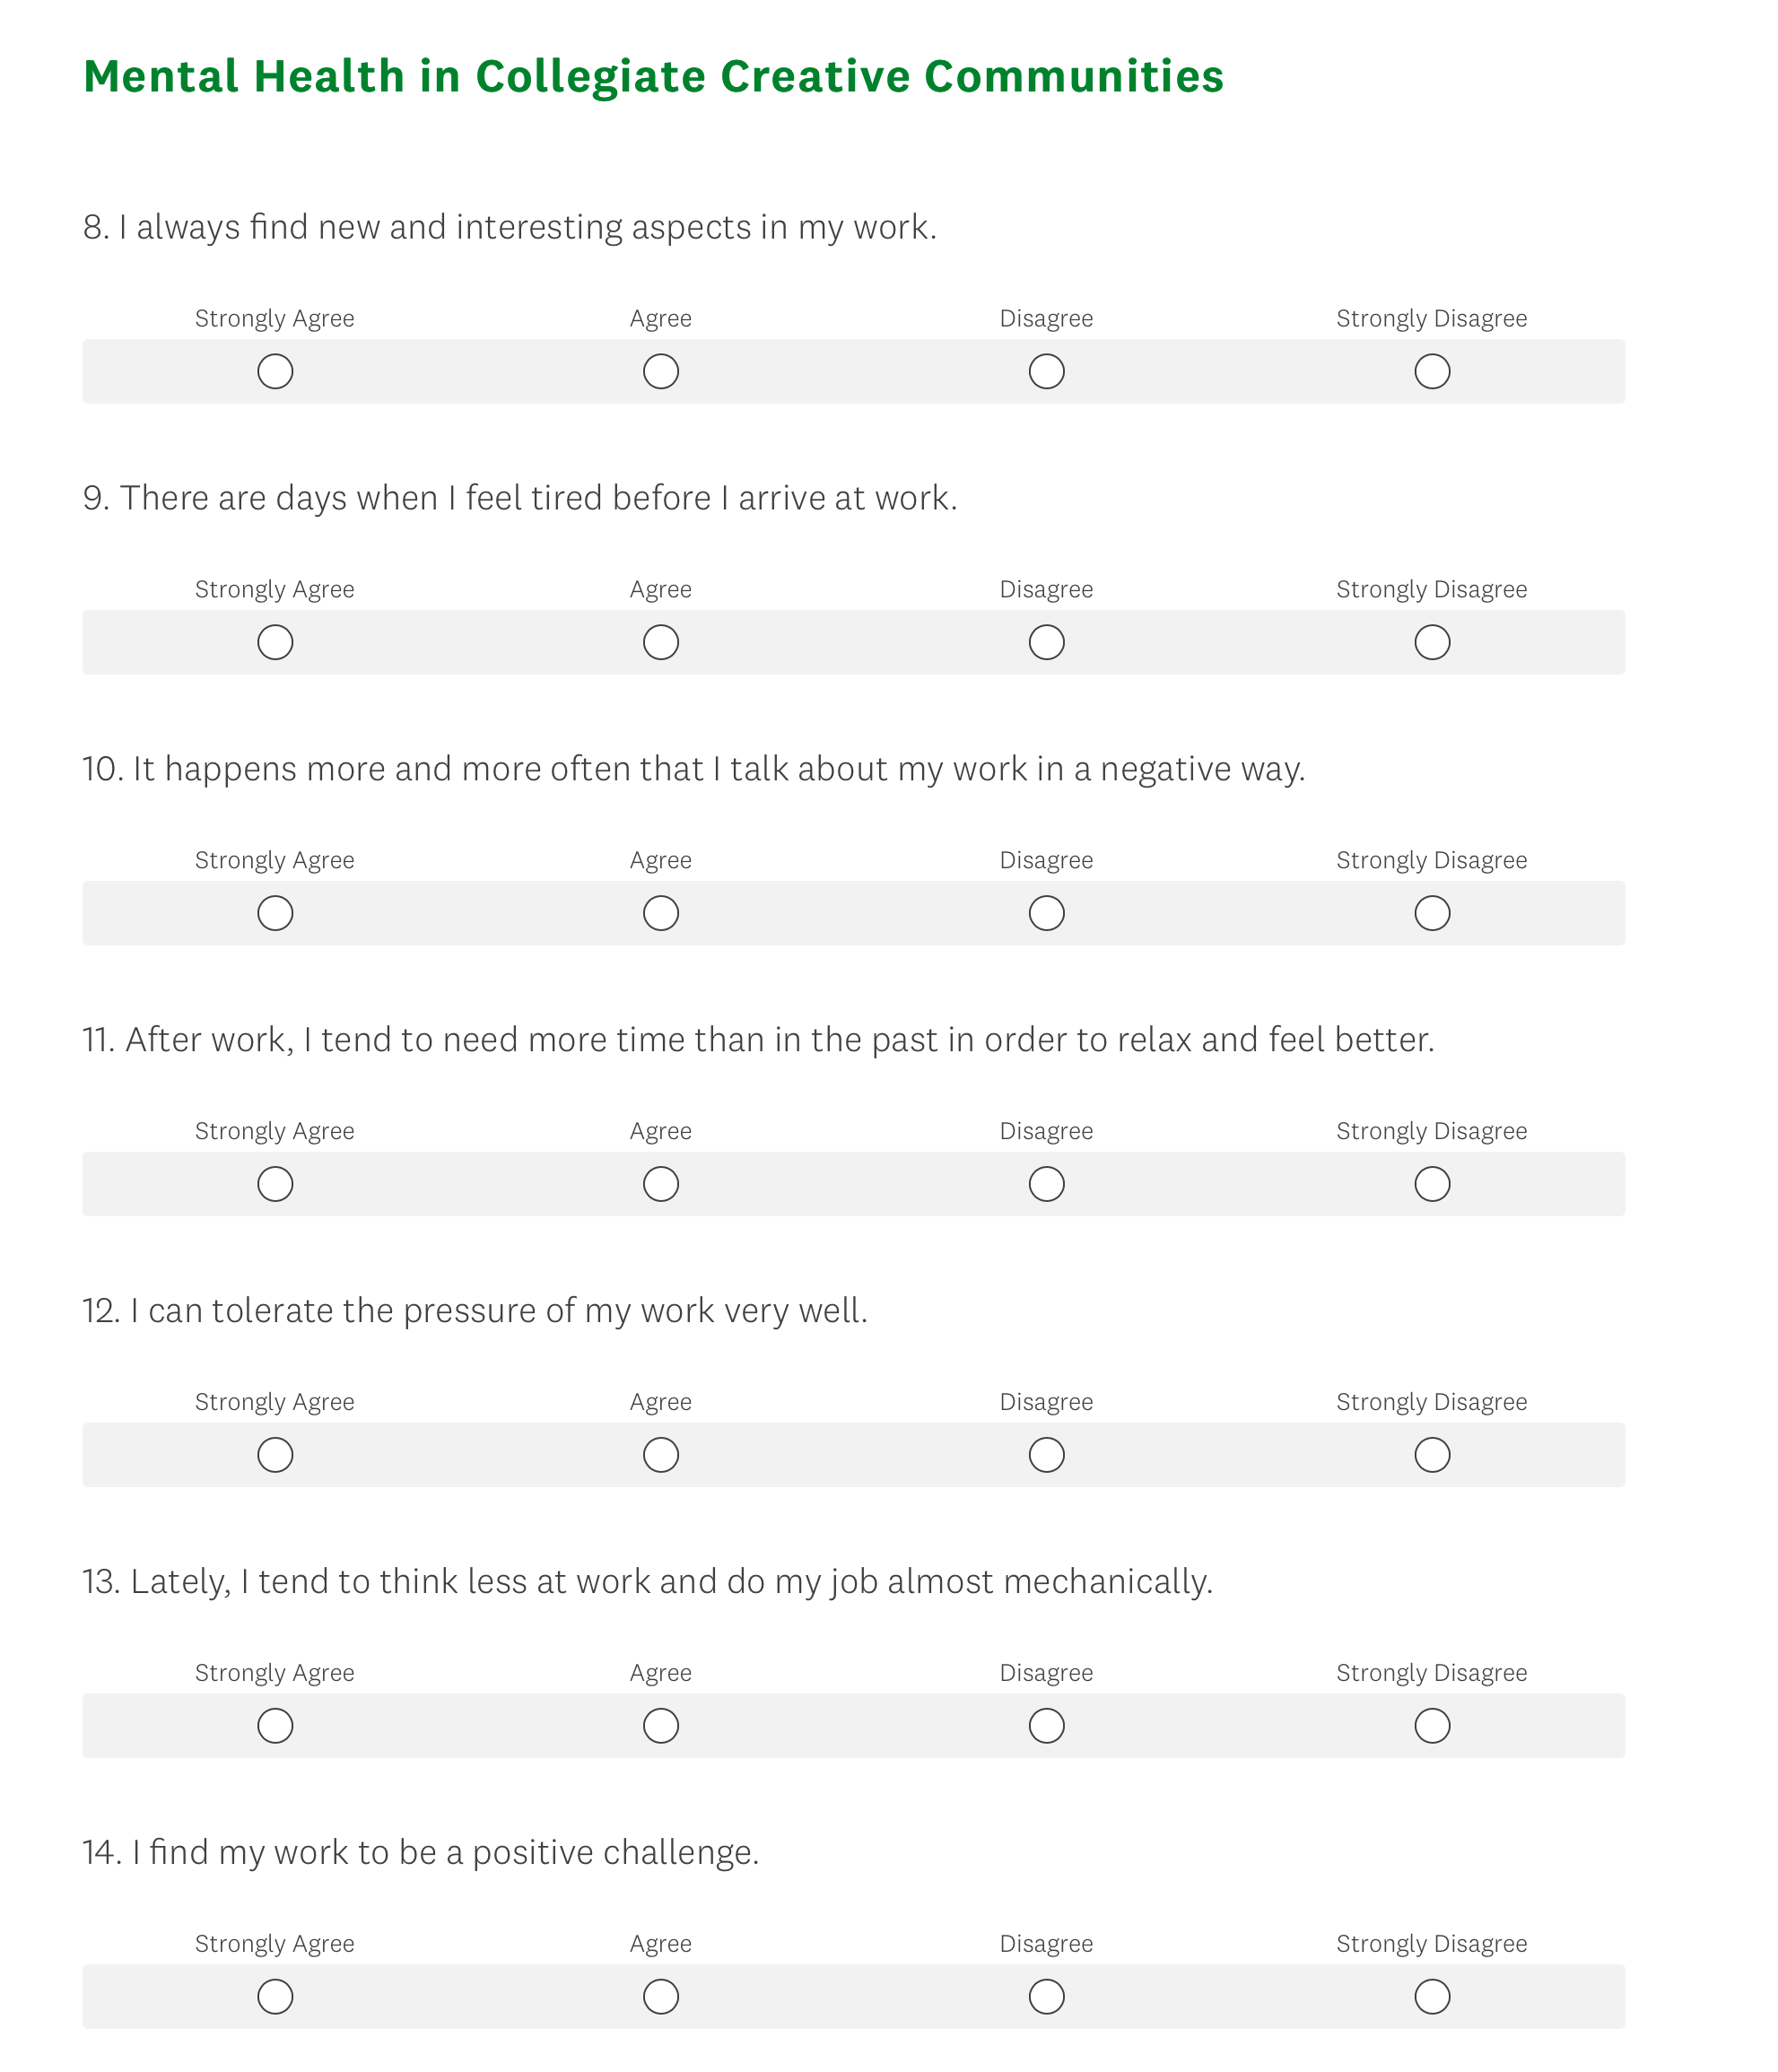 Mental Health in Collegiate Creative Communities
8. I always find new and interesting aspects in my work.
Strongly Agree Agree Disagree Strongly Disagree
9. There are days when I feel tired before I arrive at work.
Strongly Agree Agree Disagree Strongly Disagree
10. It happens more and more often that I talk about my work in a negative way.
Strongly Agree Agree Disagree Strongly Disagree
11. After work, I tend to need more time than in the past in order to relax and feel better.
Strongly Agree Agree Disagree Strongly Disagree
12. I can tolerate the pressure of my work very well.
Strongly Agree Agree Disagree Strongly Disagree
13. Lately, I tend to think less at work and do my job almost mechanically.
Strongly Agree Agree Disagree Strongly Disagree
14. I find my work to be a positive challenge.
Strongly Agree Agree Disagree Strongly Disagree